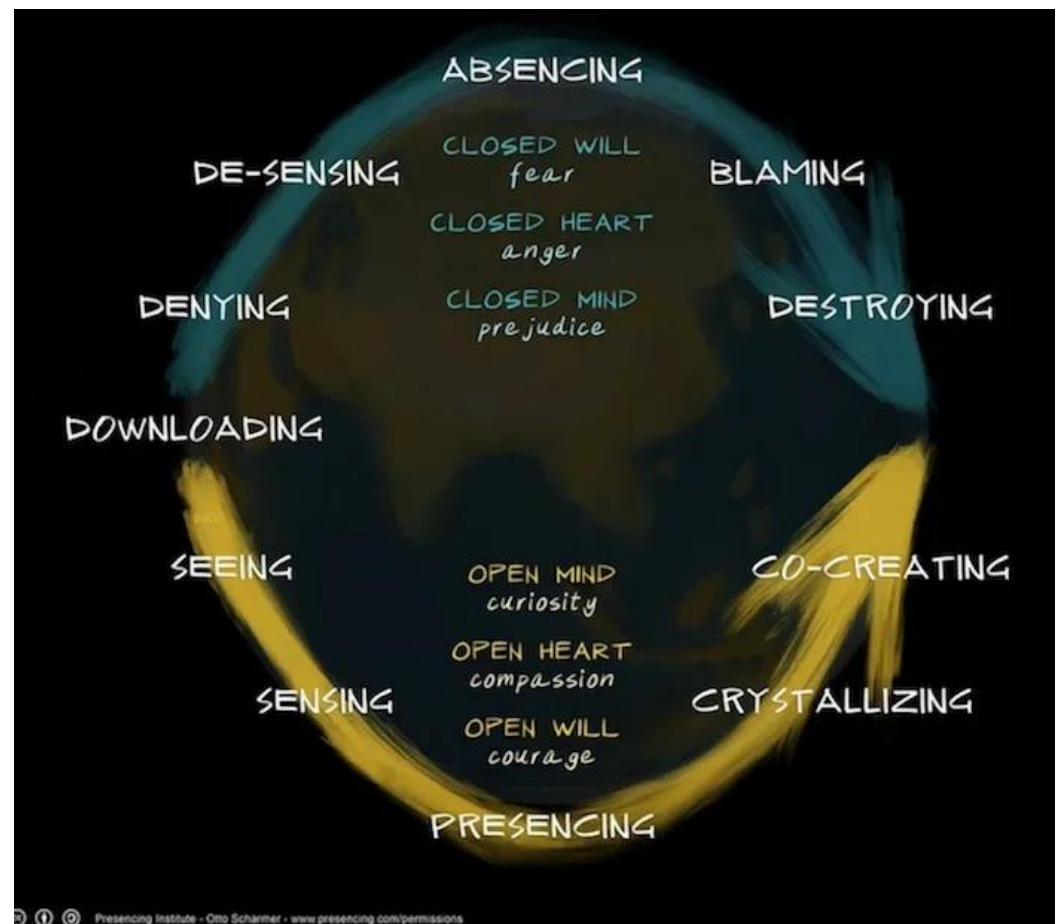 ABSENCING
CLOSED WILL
fear
DE-SENSING
BLAMING
CLOSED HEART
anger
CLOSED MIND
prejudice
DENYING
DESTROYING
DOWNLOADING
SEEING
OPEN MIND
curiosity
CO-CREATING
OPEN HEART
compassion
SENSING
CRYSTALLIZING
OPEN WILL
courage
PRESENCING
Presencing Institute - Otto Scharmer - www.presencing.com/permissions